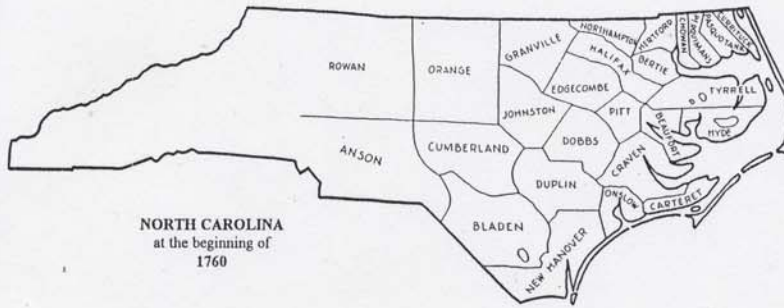 NORTHAMPTON
HERTFORD
CHOWAN
PERQUIMANS
PASQUOTANK
CURRITUCK
GRANVILLE
HALIFAX
BERTIE
ROWAN
ORANGE
EDGECOMBE
TYRRELL
JOHNSTON
PITT
BEAUFORT
HYDE
ANSON
CUMBERLAND
DOBBS
CRAVEN
DUPLIN
ONSLOW
CARTERET
BLADEN
NEW HANOVER
NORTH CAROLINA
at the beginning of
1760